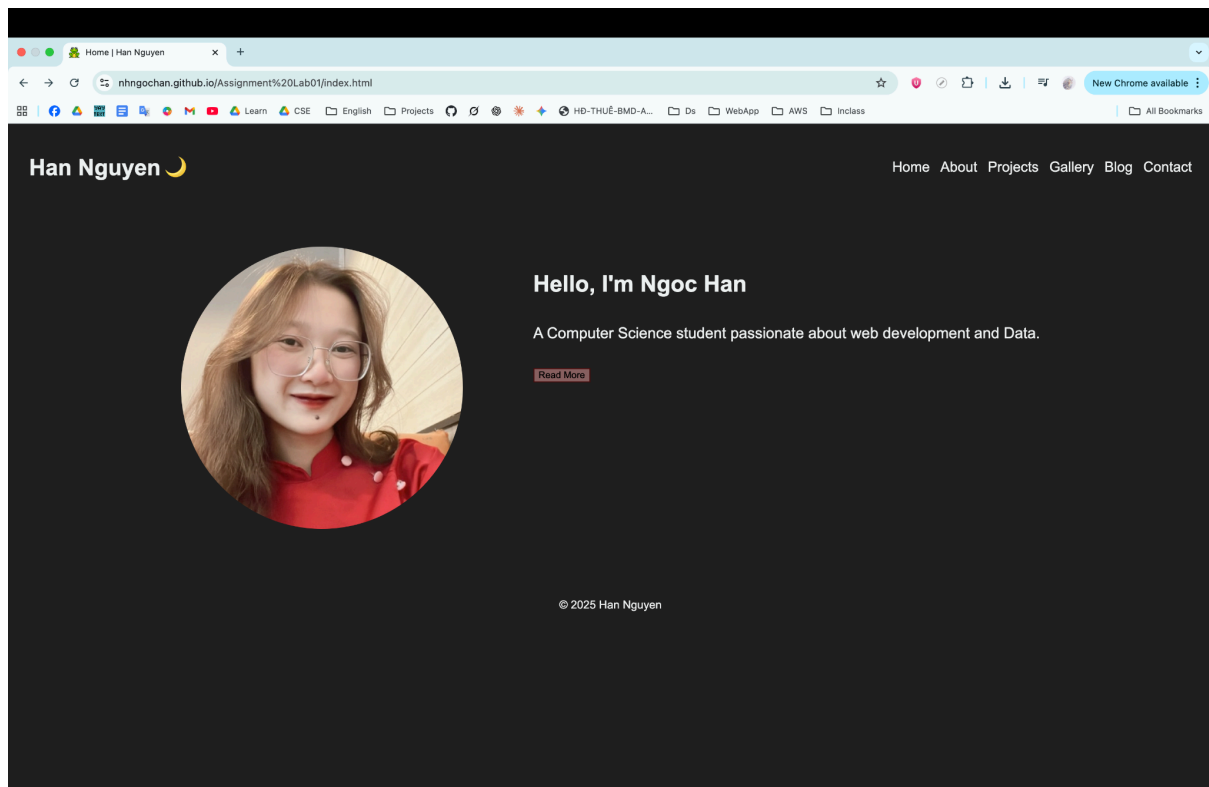 Home | Han Nguyen
nhngochan.github.io/Assignment%20Lab01/index.html
New Chrome available
Learn CSE English Projects HĐ-THUÊ-BMD-A... Ds WebApp AWS Inclass All Bookmarks
Han Nguyen
Home About Projects Gallery Blog Contact
Hello, I'm Ngoc Han
A Computer Science student passionate about web development and Data.
Read More
© 2025 Han Nguyen